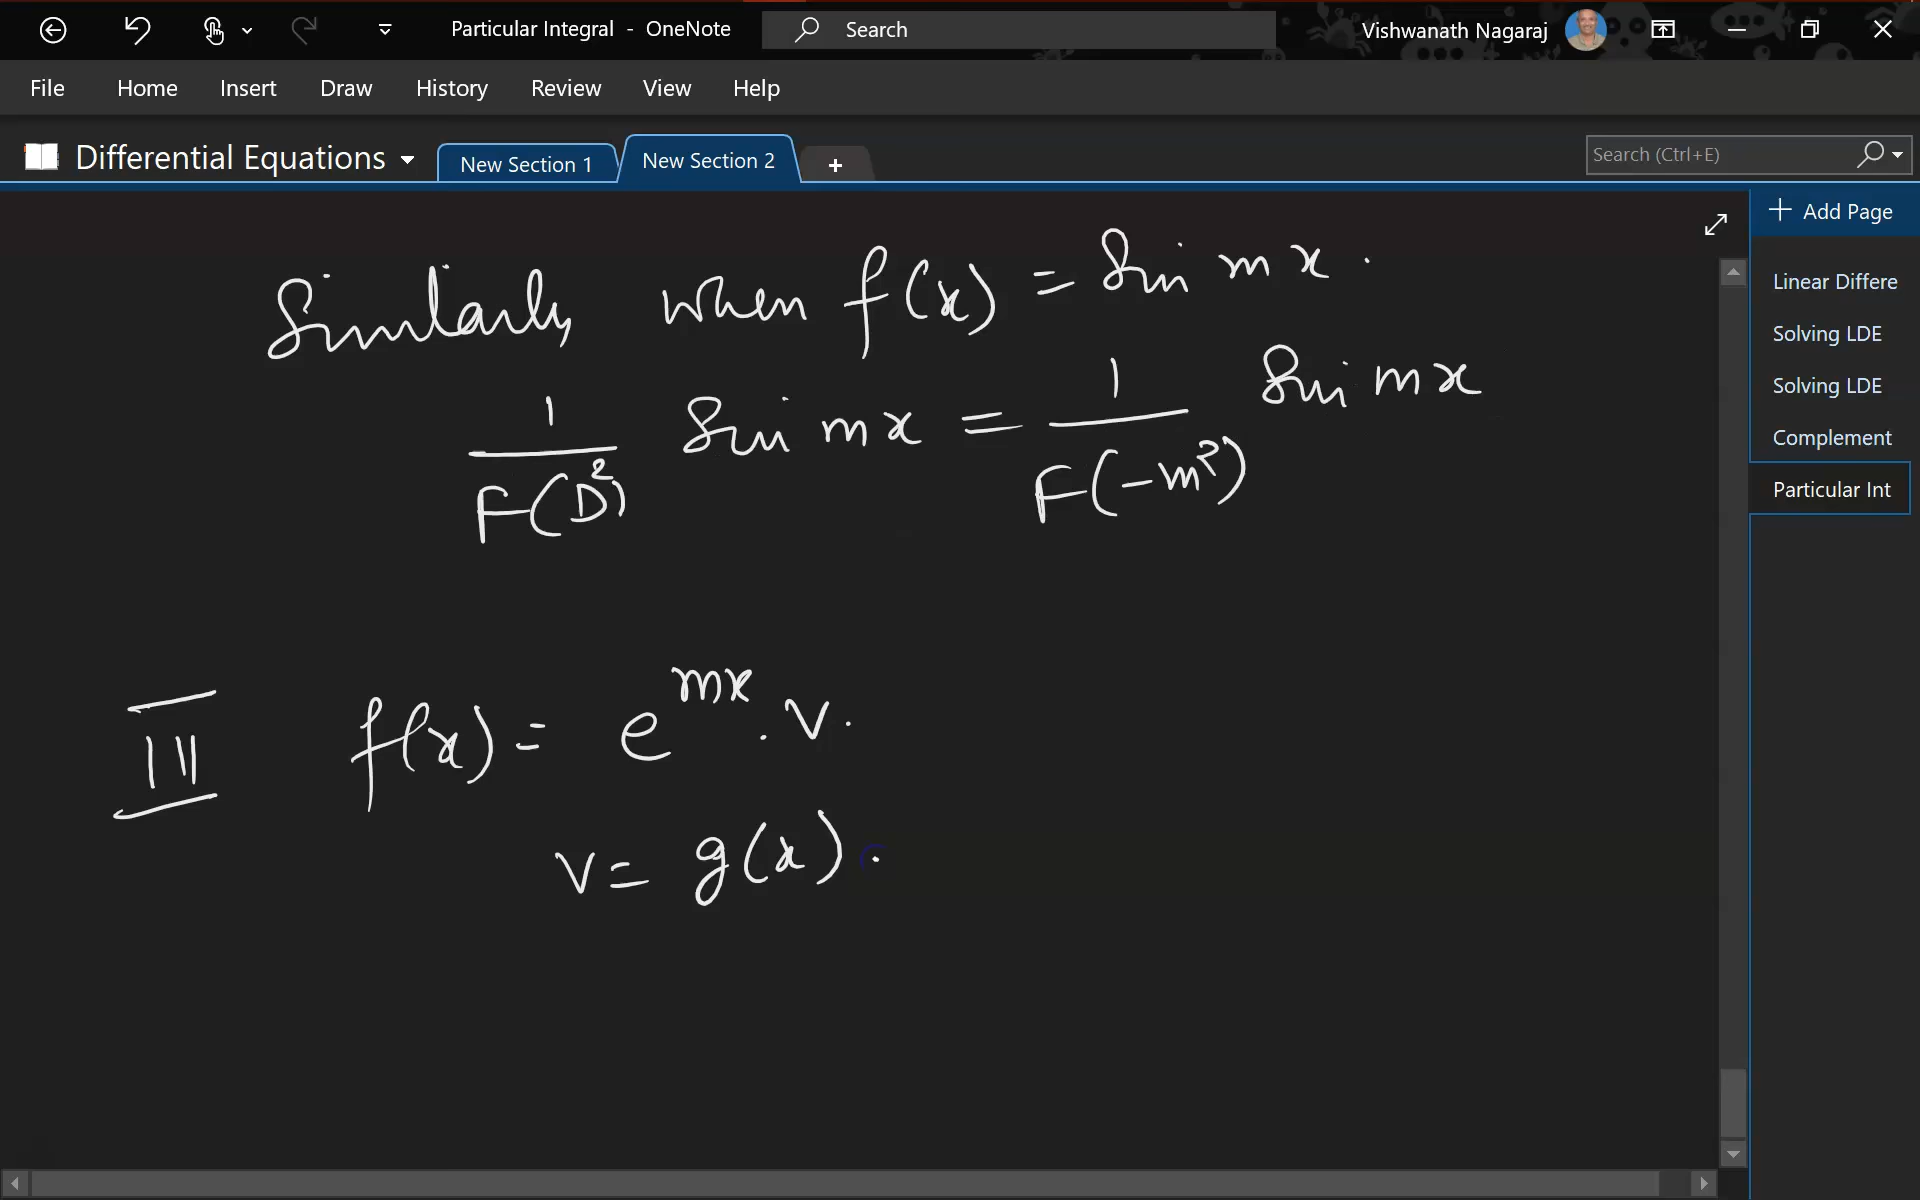 Particular Integral - OneNote
Search
Vishwanath Nagaraj
File Home Insert Draw History Review View Help
Differential Equations
New Section 1
New Section 2
+
Search (Ctrl+E)
Add Page
Linear Differe
Solving LDE
Solving LDE
Complement
Particular Int
Similarly when f(x) = Sin mx.
1/F(D²) Sin mx = 1/F(-m²) Sin mx
III f(x) = e^{mx} . V.
V = g(x).